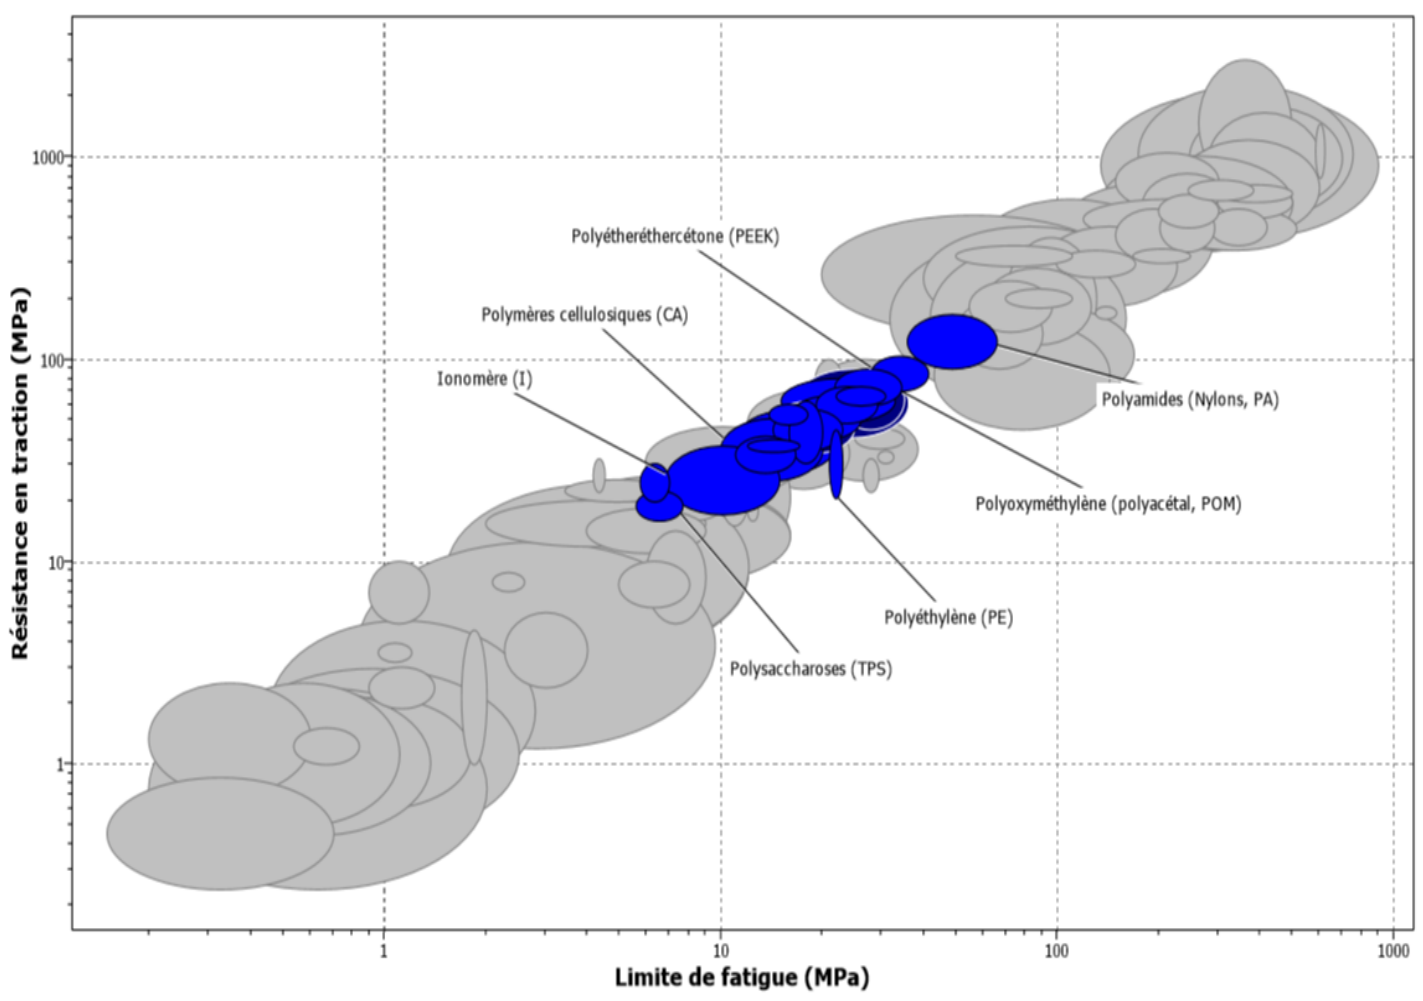 Résistance en traction (MPa)
1000
100
10
1
Polyétheréthercétone (PEEK)
Polymères cellulosiques (CA)
Ionomère (I)
Polyamides (Nylons, PA)
Polyoxyméthylène (polyacétal, POM)
Polyéthylène (PE)
Polysaccharoses (TPS)
1
10
100
1000
Limite de fatigue (MPa)